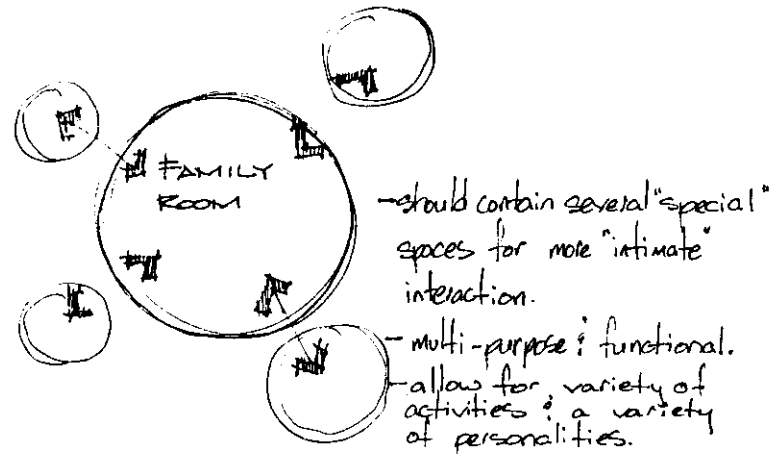 FAMILY
ROOM
- should contain several "special"
spaces for more "intimate"
interaction.
- multi-purpose & functional.
- allow for variety of
activities & a variety
of personalities.